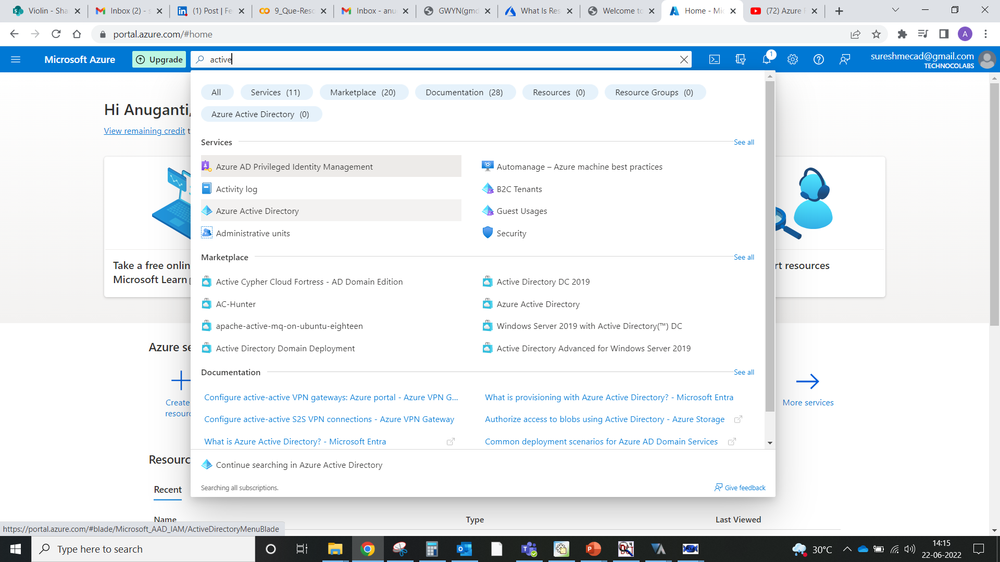 Violin - Sha
Inbox (2) - s
(1) Post | Fe
9_Que-Reso
Inbox - anu
GWYN(gmd
What Is Res
Welcome to
Home - Mic
(72) Azure F
portal.azure.com/#home
A
Microsoft Azure
Upgrade
active
1
sureshmecad@gmail.com
TECHNOCOLABS
Hi Anuganti,
View remaining credit t
All
Services (11)
Marketplace (20)
Documentation (28)
Resources (0)
Resource Groups (0)
Azure Active Directory (0)
Services
See all
Azure AD Privileged Identity Management
Automanage – Azure machine best practices
Activity log
B2C Tenants
Azure Active Directory
Guest Usages
Administrative units
Security
Marketplace
See all
Active Cypher Cloud Fortress - AD Domain Edition
Active Directory DC 2019
AC-Hunter
Azure Active Directory
apache-active-mq-on-ubuntu-eighteen
Windows Server 2019 with Active Directory(™) DC
Active Directory Domain Deployment
Active Directory Advanced for Windows Server 2019
Documentation
See all
Configure active-active VPN gateways: Azure portal - Azure VPN G...
What is provisioning with Azure Active Directory? - Microsoft Entra
Configure active-active S2S VPN connections - Azure VPN Gateway
Authorize access to blobs using Active Directory - Azure Storage
What is Azure Active Directory? - Microsoft Entra
Common deployment scenarios for Azure AD Domain Services
Continue searching in Azure Active Directory
Searching all subscriptions.
Give feedback
Take a free onlin
Microsoft Learn
rt resources
Azure se
Create
resourc
More services
Resourc
Recent
Name
Type
Last Viewed
https://portal.azure.com/#blade/Microsoft_AAD_IAM/ActiveDirectoryMenuBlade
Type here to search
30°C
14:15
22-06-2022